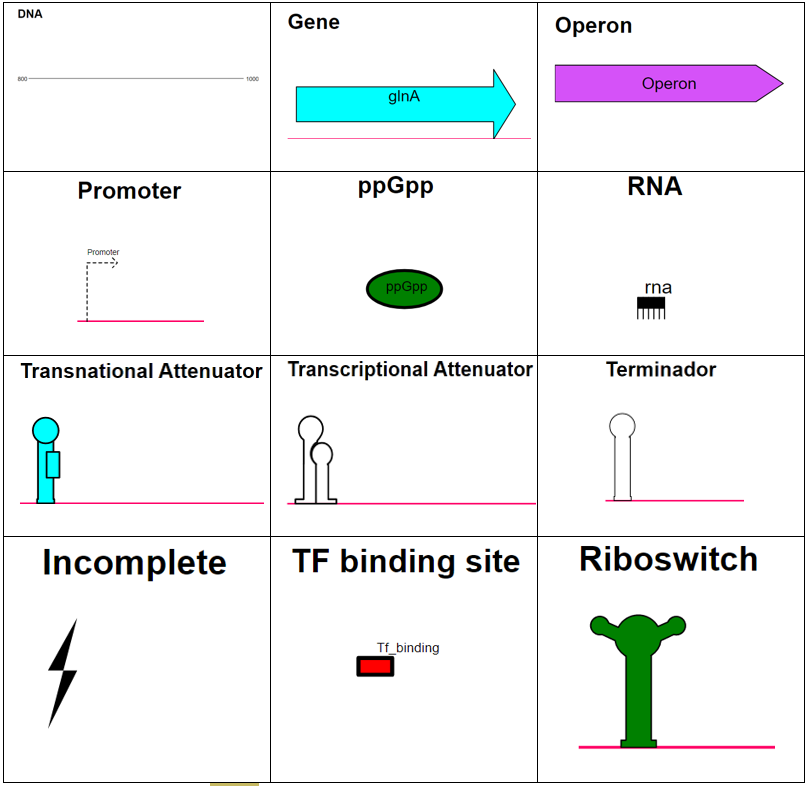 DNA
800 1000
Gene
glnA
Operon
Operon
Promoter
Promoter
ppGpp
ppGpp
RNA
rna
Transnational Attenuator
Transcriptional Attenuator
Terminador
Incomplete
TF binding site
Tf_binding
Riboswitch